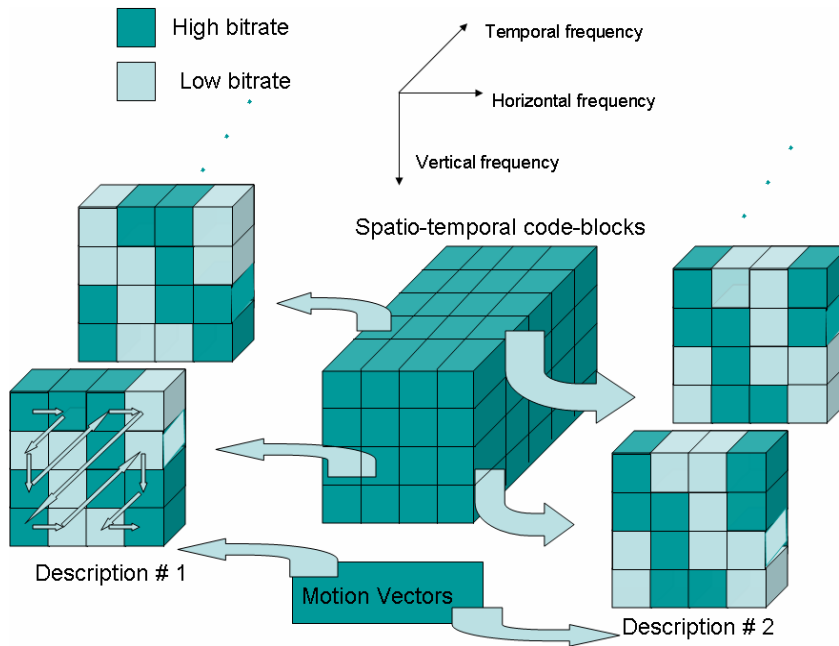 High bitrate
Low bitrate
Temporal frequency
Horizontal frequency
Vertical frequency
Spatio-temporal code-blocks
Description # 1
Motion Vectors
Description # 2